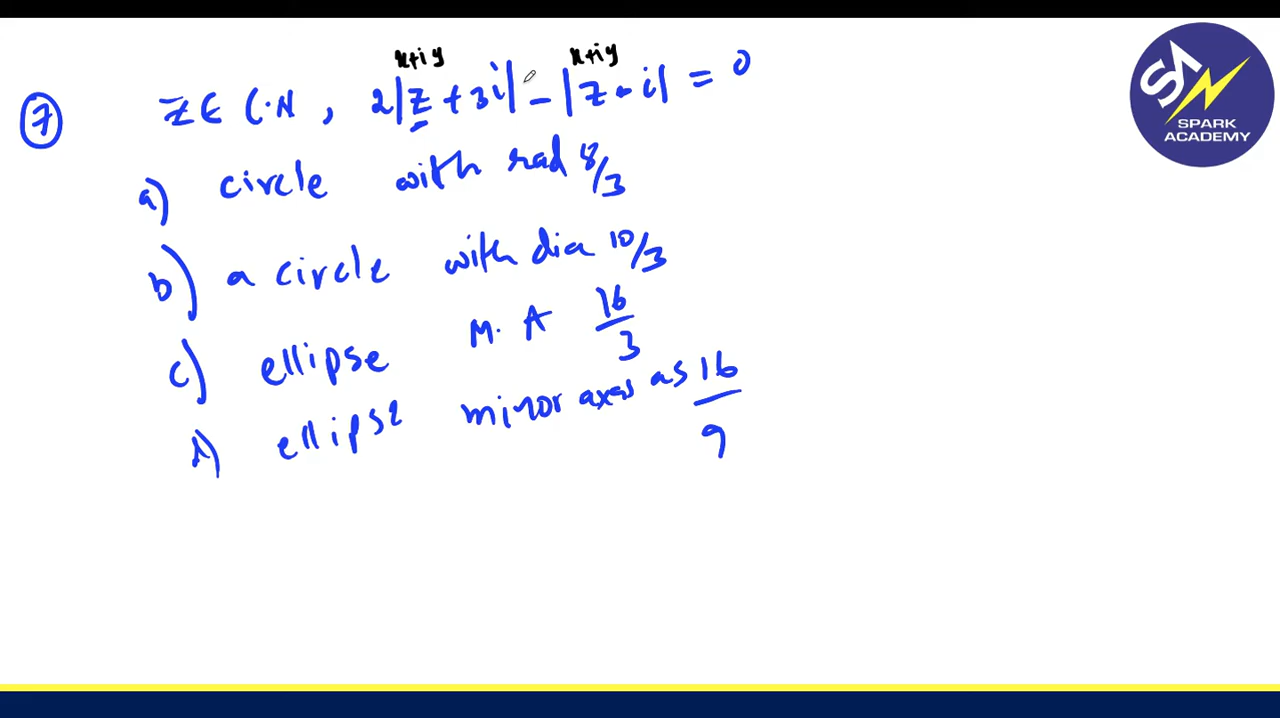 x+iy x+iy
7 Z ∈ C·N , 2|Z + 3i| - |Z - i| = 0
a) circle with rad 8/3
b) a circle with dia 10/3
c) ellipse M. A 16/3
d) ellipse minor axes as 16/9
SPARK
ACADEMY